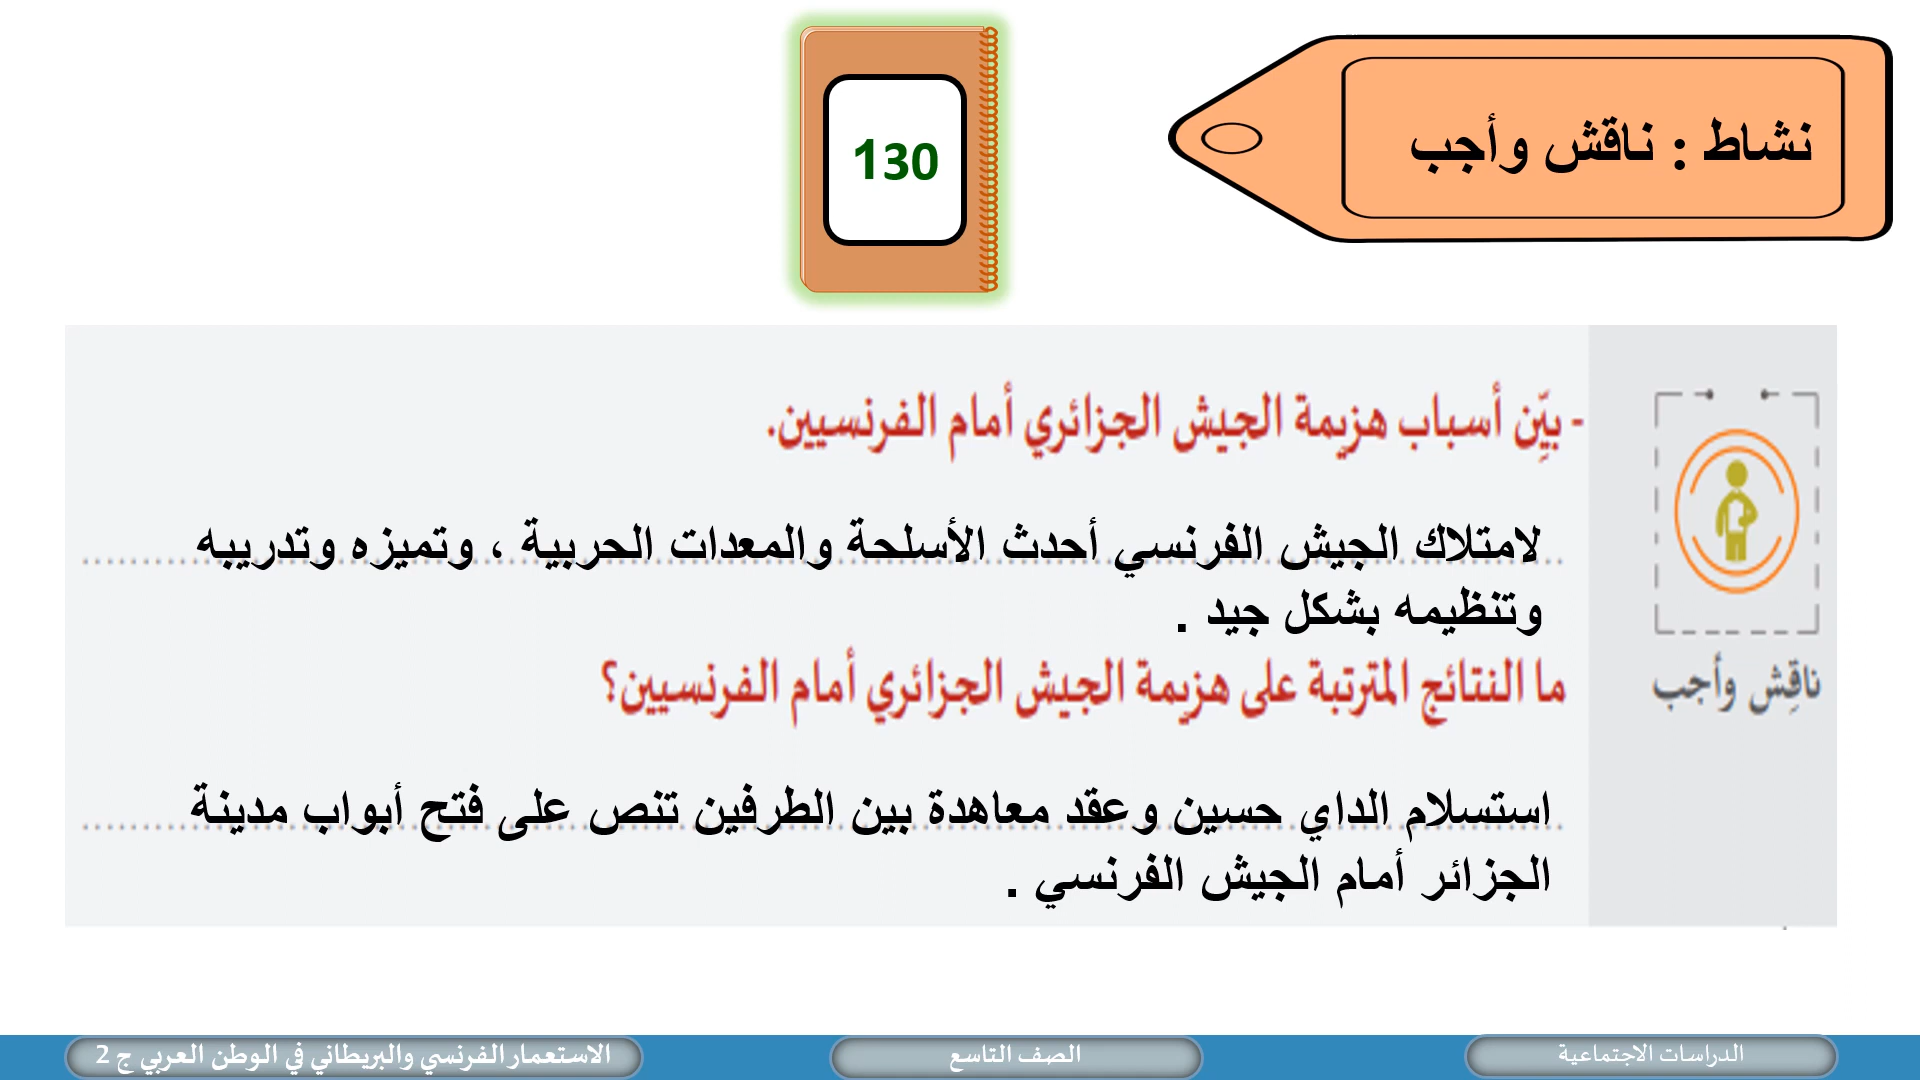 نشاط : ناقش وأجب
130
- بيِّن أسباب هزيمة الجيش الجزائري أمام الفرنسيين.
لامتلاك الجيش الفرنسي أحدث الأسلحة والمعدات الحربية ، وتميزه وتدريبه
وتنظيمه بشكل جيد .
ما النتائج المترتبة على هزيمة الجيش الجزائري أمام الفرنسيين؟
ناقِش وأجب
استسلام الداي حسين وعقد معاهدة بين الطرفين تنص على فتح أبواب مدينة
الجزائر أمام الجيش الفرنسي .
الدراسات الاجتماعية
الصف التاسع
الاستعمار الفرنسي والبريطاني في الوطن العربي ج 2